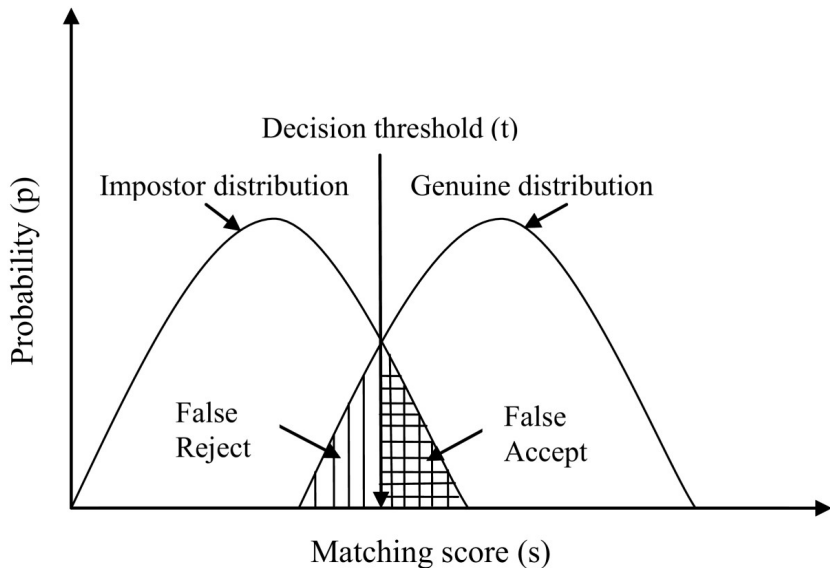 Decision threshold (t)
Impostor distribution
Genuine distribution
Probability (p)
False
Reject
False
Accept
Matching score (s)